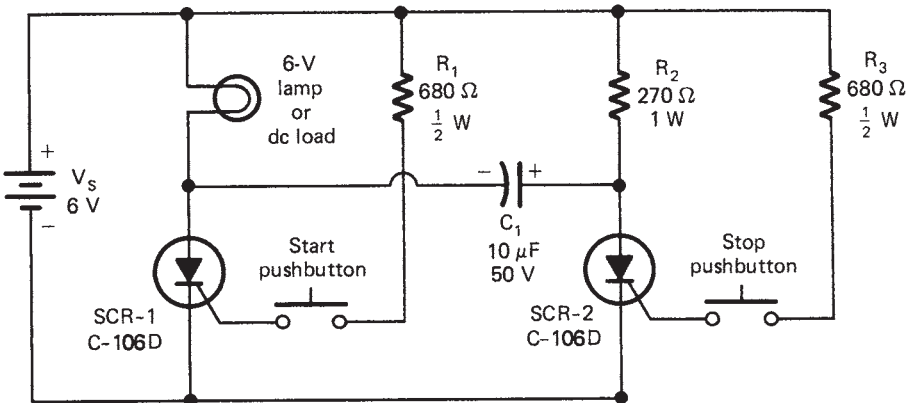 6-V
lamp
or
dc load
R₁
680 Ω
½ W
R₂
270 Ω
1 W
R₃
680 Ω
½ W
+
Vₛ
6 V
−
− +
C₁
10 μF
50 V
Start
pushbutton
SCR-1
C-106D
Stop
pushbutton
SCR-2
C-106D